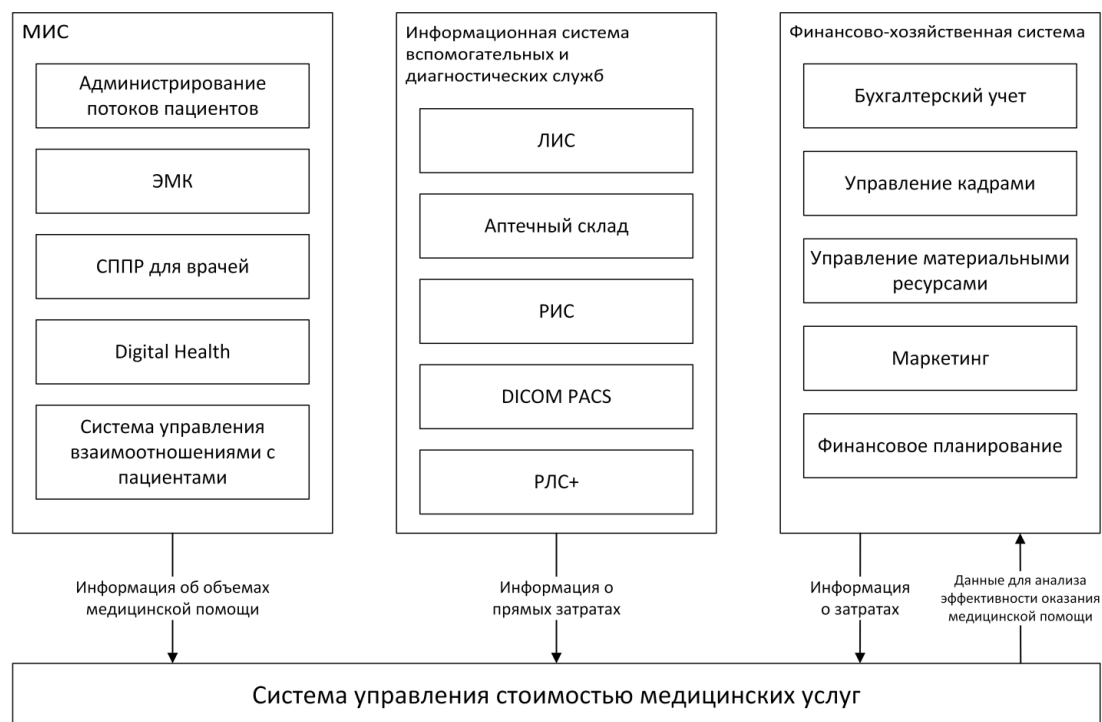 МИС
Администрирование
потоков пациентов
ЭМК
СППР для врачей
Digital Health
Система управления
взаимоотношениями с
пациентами
Информационная система
вспомогательных и
диагностических служб
ЛИС
Аптечный склад
РИС
DICOM PACS
РЛС+
Финансово-хозяйственная система
Бухгалтерский учет
Управление кадрами
Управление материальными
ресурсами
Маркетинг
Финансовое планирование
Информация об объемах
медицинской помощи
Информация о
прямых затратах
Информация
о затратах
Данные для анализа
эффективности оказания
медицинской помощи
Система управления стоимостью медицинских услуг